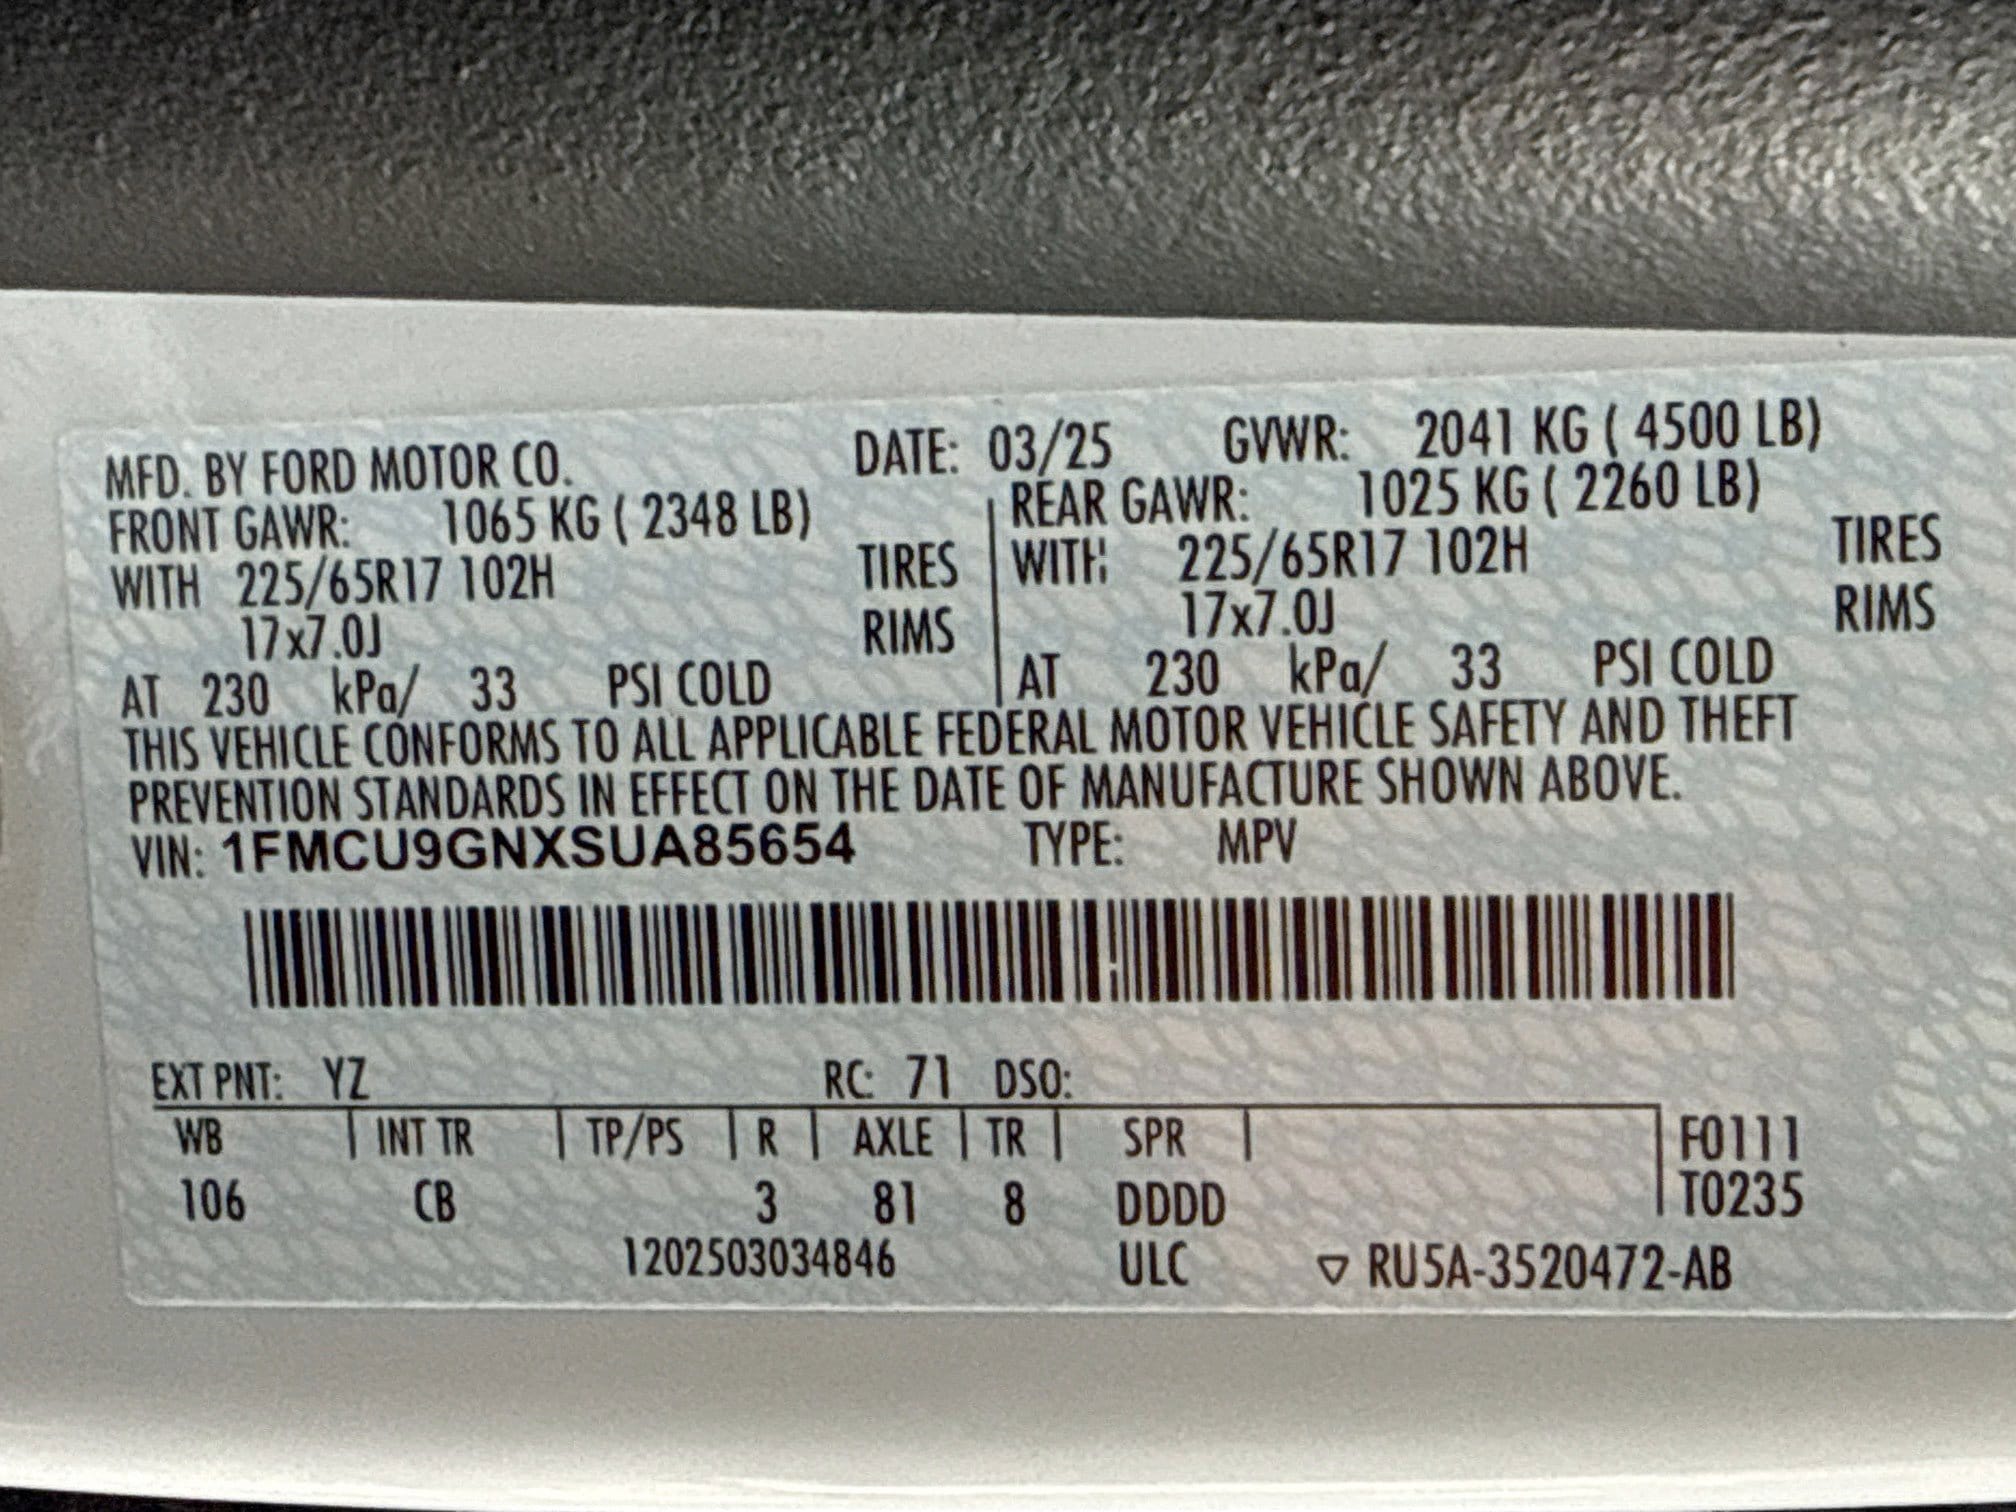 MFD. BY FORD MOTOR CO. DATE: 03/25 GVWR: 2041 KG ( 4500 LB)
FRONT GAWR: 1065 KG ( 2348 LB) REAR GAWR: 1025 KG ( 2260 LB)
WITH 225/65R17 102H TIRES WITH 225/65R17 102H TIRES
17x7.0J RIMS 17x7.0J RIMS
AT 230 kPa/ 33 PSI COLD AT 230 kPa/ 33 PSI COLD
THIS VEHICLE CONFORMS TO ALL APPLICABLE FEDERAL MOTOR VEHICLE SAFETY AND THEFT
PREVENTION STANDARDS IN EFFECT ON THE DATE OF MANUFACTURE SHOWN ABOVE.
VIN: 1FMCU9GNXSUA85654 TYPE: MPV
EXT PNT: YZ RC: 71 DSO:
WB | INT TR | TP/PS | R | AXLE | TR | SPR | F0111
106 CB 3 81 8 DDDD T0235
1202503034846 ULC ▽ RU5A-3520472-AB